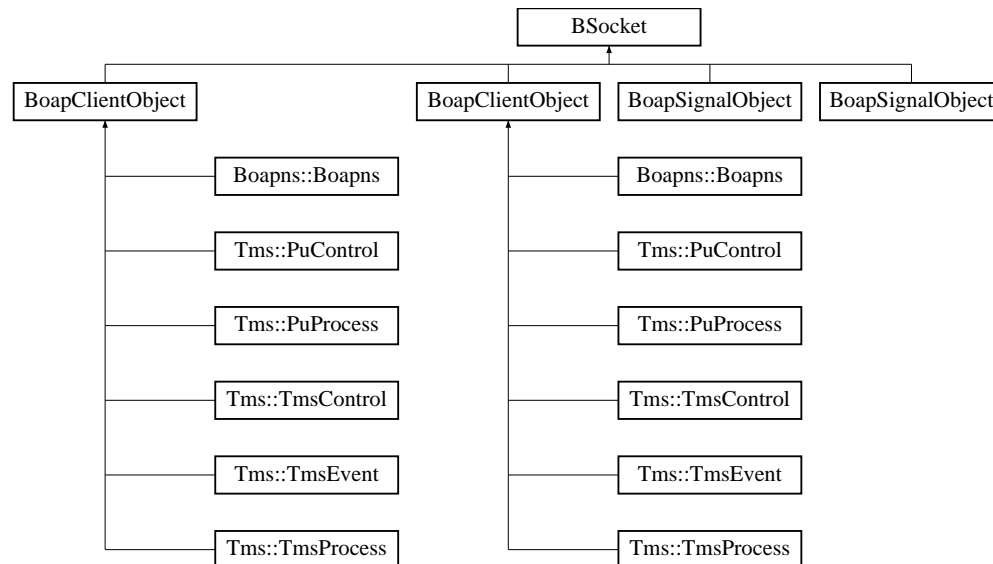 BSocket
BoapClientObject
BoapClientObject
BoapSignalObject
BoapSignalObject
Boapns::Boapns
Boapns::Boapns
Tms::PuControl
Tms::PuControl
Tms::PuProcess
Tms::PuProcess
Tms::TmsControl
Tms::TmsControl
Tms::TmsEvent
Tms::TmsEvent
Tms::TmsProcess
Tms::TmsProcess